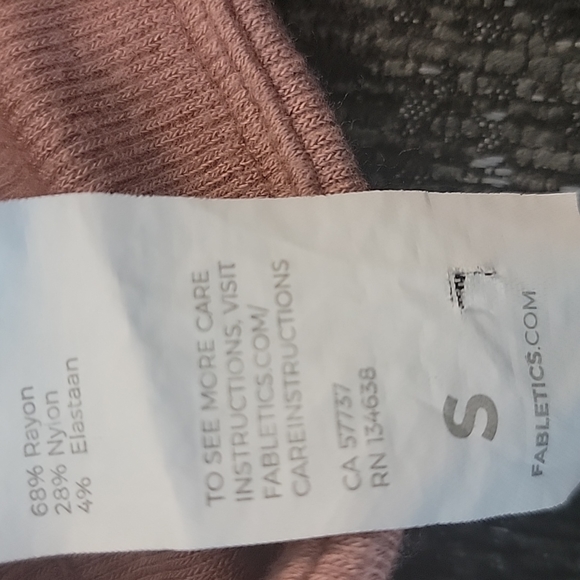 68% Rayon
28% Nylon
4% Elastaan
TO SEE MORE CARE
INSTRUCTIONS, VISIT
FABLETICS.COM/
CAREINSTRUCTIONS
CA 57737
RN 134638
S
FABLETICS.COM